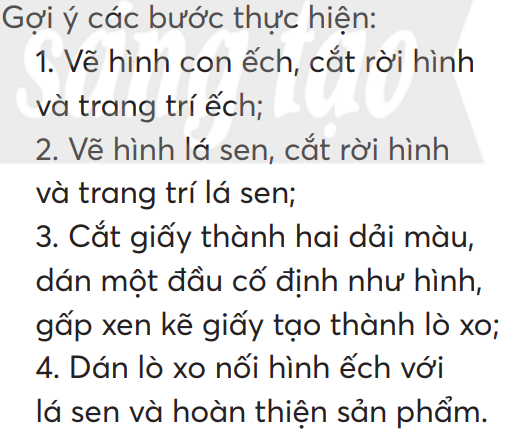 Gợi ý các bước thực hiện:
1. Vẽ hình con ếch, cắt rời hình
và trang trí ếch;
2. Vẽ hình lá sen, cắt rời hình
và trang trí lá sen;
3. Cắt giấy thành hai dải màu,
dán một đầu cố định như hình,
gấp xen kẽ giấy tạo thành lò xo;
4. Dán lò xo nối hình ếch với
lá sen và hoàn thiện sản phẩm.
sáng tạo